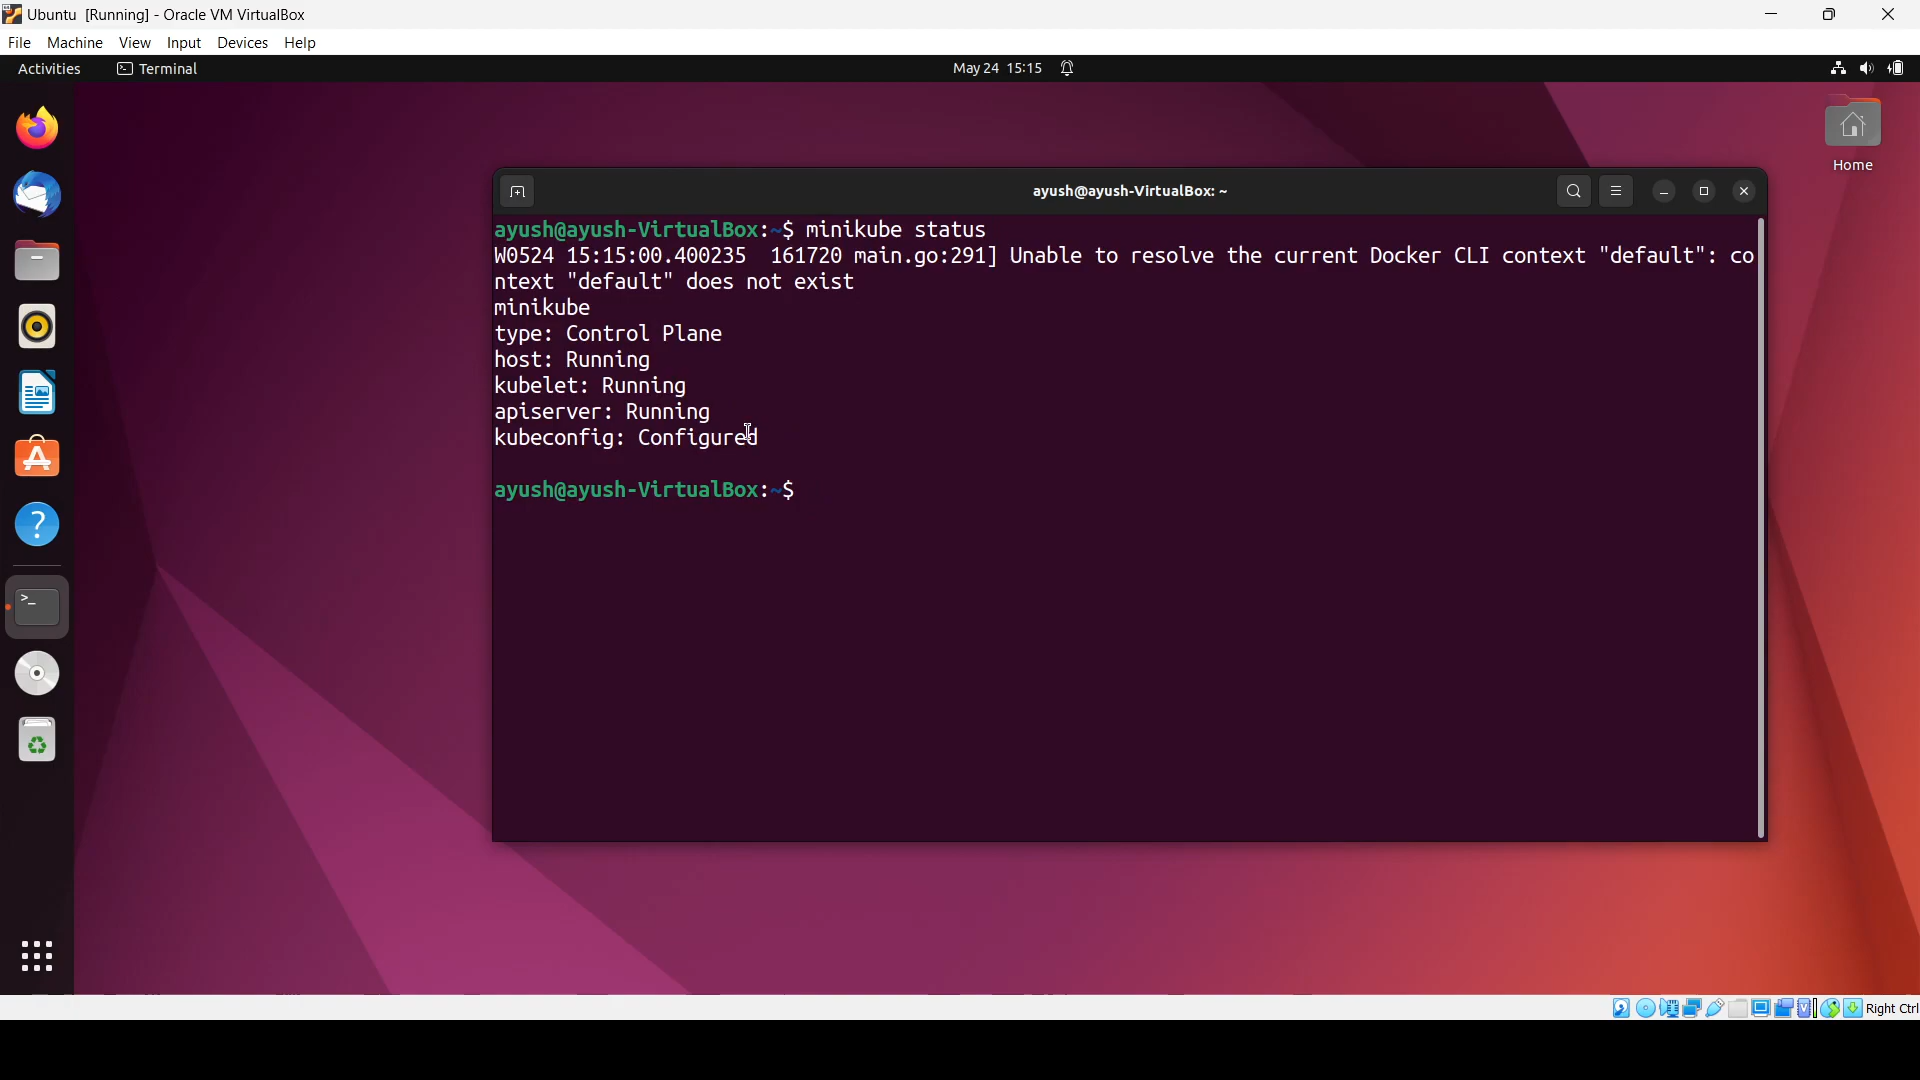 Ubuntu [Running] - Oracle VM VirtualBox
File Machine View Input Devices Help
Activities Terminal May 24 15:15
Home
ayush@ayush-VirtualBox: ~
ayush@ayush-VirtualBox:~$ minikube status
W0524 15:15:00.400235  161720 main.go:291] Unable to resolve the current Docker CLI context "default": co
ntext "default" does not exist
minikube
type: Control Plane
host: Running
kubelet: Running
apiserver: Running
kubeconfig: Configured
ayush@ayush-VirtualBox:~$
Right Ctrl